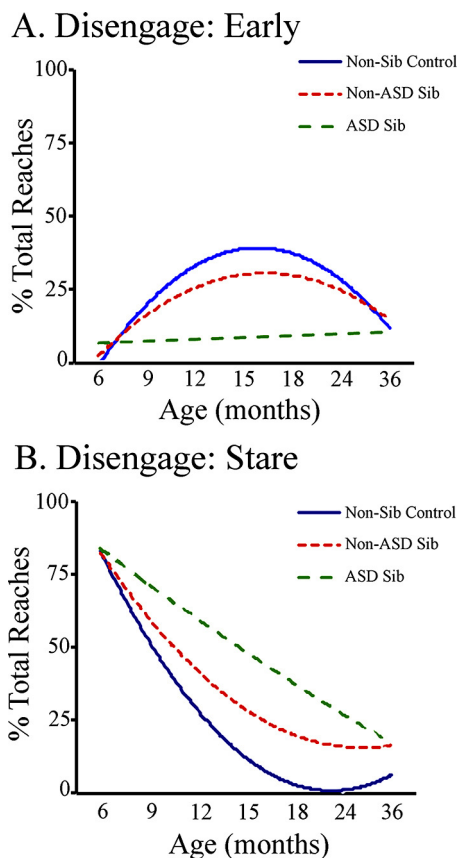 A. Disengage: Early
100
75
50
25
0
% Total Reaches
Non-Sib Control
Non-ASD Sib
ASD Sib
6 9 12 15 18 24 36
Age (months)
B. Disengage: Stare
100
75
50
25
0
% Total Reaches
Non-Sib Control
Non-ASD Sib
ASD Sib
6 9 12 15 18 24 36
Age (months)